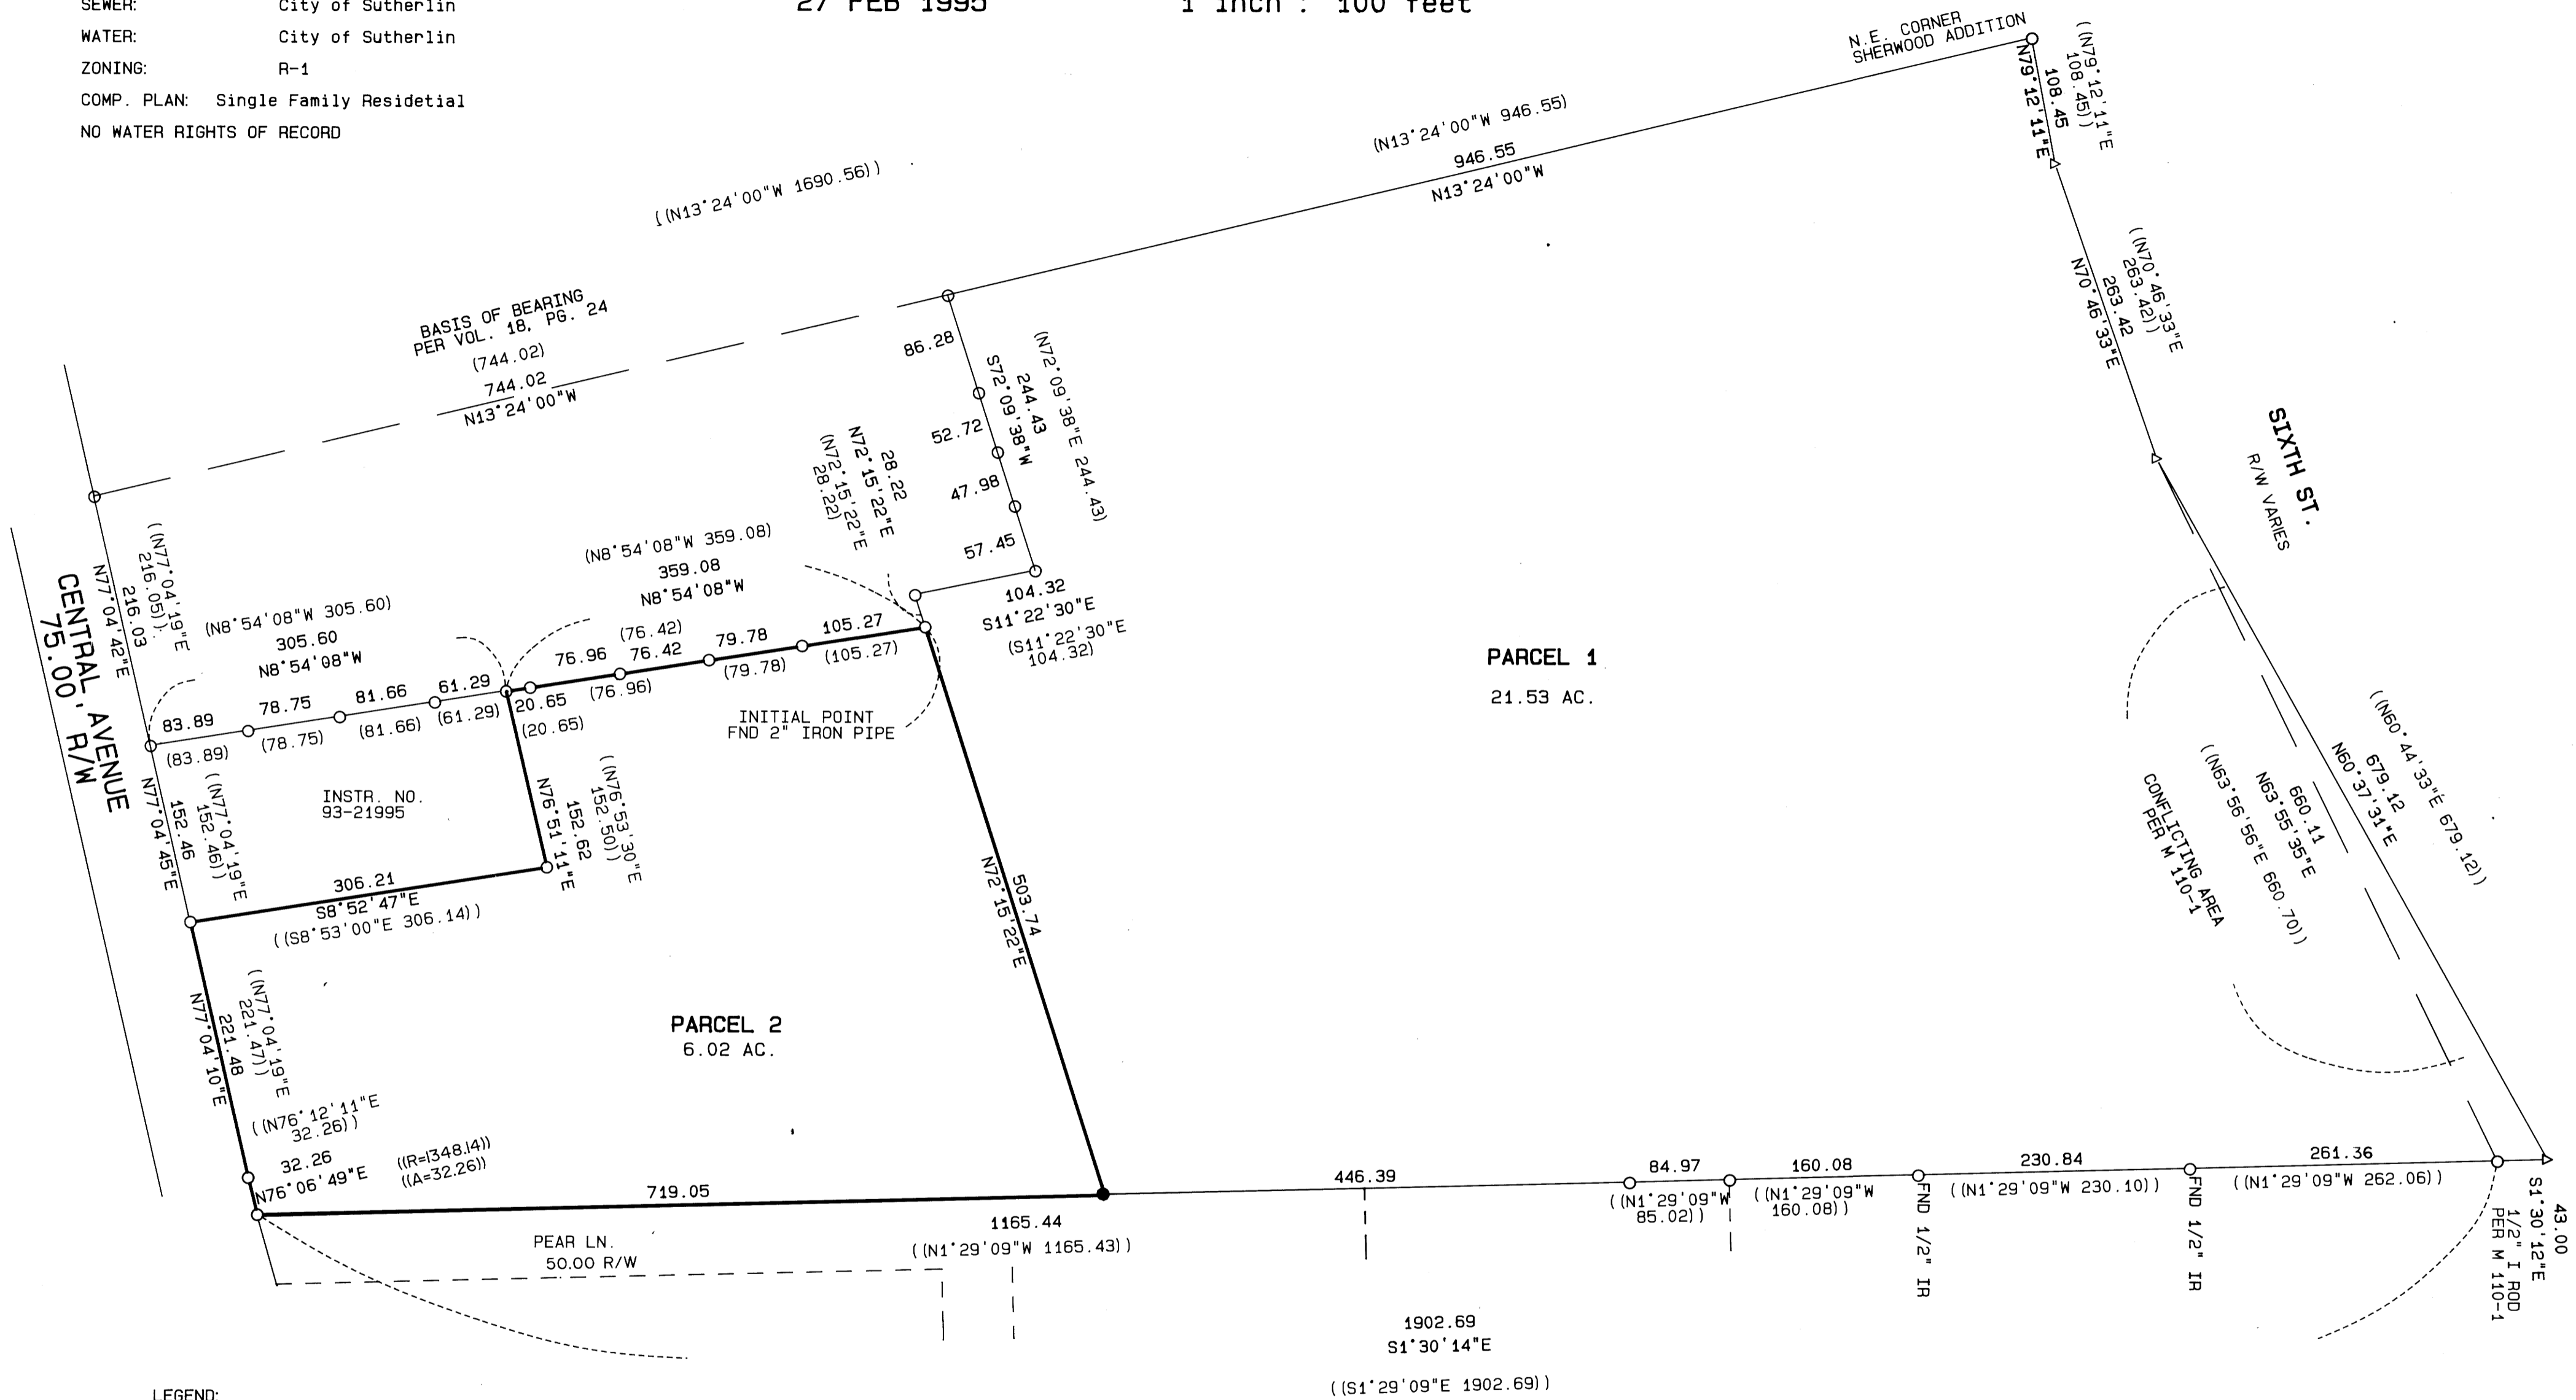 SEWER: City of Sutherlin
27 FEB 1995
1 inch : 100 feet
WATER: City of Sutherlin
ZONING: R-1
COMP. PLAN: Single Family Residetial
NO WATER RIGHTS OF RECORD
N.E. CORNER
SHERWOOD ADDITION
N79°12'11"E
108.45
((N79°12'11"E
108.45))
(N13°24'00"W 946.55)
946.55
N13°24'00"W
((N13°24'00"W 1690.56))
BASIS OF BEARING
PER VOL. 18, PG. 24
(744.02)
744.02
N13°24'00"W
86.28
52.72
47.98
57.45
S72°09'38"W
244.43
(N72°09'38"E 244.43)
104.32
S11°22'30"E
(S11°22'30"E
104.32)
N72°15'22"E
28.22
(N72°15'22"E
28.22)
((N70°46'33"E
263.42))
263.42
N70°46'33"E
SIXTH ST.
R/W VARIES
CENTRAL AVENUE
75.00' R/W
N77°04'42"E
216.03
((N77°04'19"E
216.05))
(N8°54'08"W 305.60)
305.60
N8°54'08"W
(N8°54'08"W 359.08)
359.08
N8°54'08"W
83.89
(83.89)
78.75
(78.75)
81.66
(81.66)
61.29
(61.29)
20.65
(20.65)
76.96
(76.96)
(76.42)
76.42
79.78
(79.78)
105.27
(105.27)
INITIAL POINT
FND 2" IRON PIPE
PARCEL 1
21.53 AC.
INSTR. NO.
93-21995
N77°04'45"E
152.46
((N77°04'19"E
152.46))
N76°51'11"E
152.62
((N76°53'30"E
152.50))
306.21
S8°52'47"E
((S8°53'00"E 306.14))
503.74
N72°15'22"E
((N60°44'33"E 679.12))
679.12
N60°37'31"E
660.11
N63°55'35"E
((N63°56'56"E 660.70))
CONFLICTING AREA
PER M 110-1
N77°04'10"E
221.48
((N77°04'19"E
221.47))
PARCEL 2
6.02 AC.
((N76°12'11"E
32.26))
32.26
N76°06'49"E
((R=1348.14))
((A=32.26))
719.05
1165.44
((N1°29'09"W 1165.43))
PEAR LN.
50.00 R/W
446.39
84.97
((N1°29'09"W
85.02))
160.08
((N1°29'09"W
160.08))
FND 1/2" IR
230.84
((N1°29'09"W 230.10))
FND 1/2" IR
261.36
((N1°29'09"W 262.06))
43.00
S1°30'12"E
1/2" I ROD
PER M 110-1
1902.69
S1°30'14"E
((S1°29'09"E 1902.69))
LEGEND: